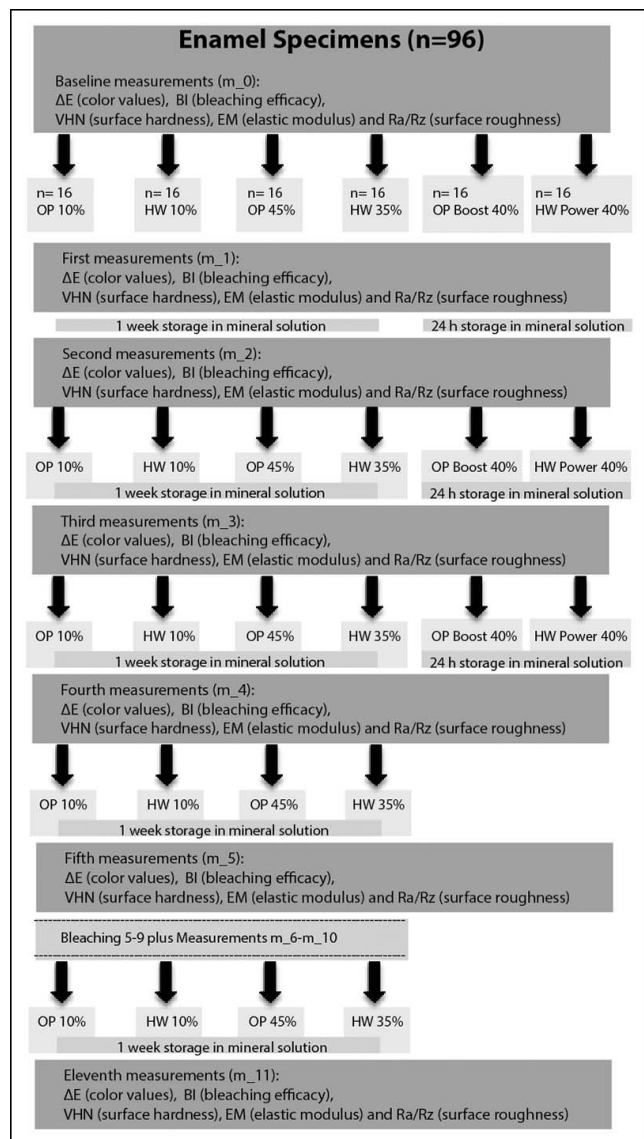 Enamel Specimens (n=96)
Baseline measurements (m_0):
ΔE (color values), BI (bleaching efficacy),
VHN (surface hardness), EM (elastic modulus) and Ra/Rz (surface roughness)
n= 16 n= 16 n= 16 n= 16 n= 16 n= 16
OP 10% HW 10% OP 45% HW 35% OP Boost 40% HW Power 40%
First measurements (m_1):
ΔE (color values), BI (bleaching efficacy),
VHN (surface hardness), EM (elastic modulus) and Ra/Rz (surface roughness)
1 week storage in mineral solution 24 h storage in mineral solution
Second measurements (m_2):
ΔE (color values), BI (bleaching efficacy),
VHN (surface hardness), EM (elastic modulus) and Ra/Rz (surface roughness)
OP 10% HW 10% OP 45% HW 35% OP Boost 40% HW Power 40%
1 week storage in mineral solution 24 h storage in mineral solution
Third measurements (m_3):
ΔE (color values), BI (bleaching efficacy),
VHN (surface hardness), EM (elastic modulus) and Ra/Rz (surface roughness)
OP 10% HW 10% OP 45% HW 35% OP Boost 40% HW Power 40%
1 week storage in mineral solution 24 h storage in mineral solution
Fourth measurements (m_4):
ΔE (color values), BI (bleaching efficacy),
VHN (surface hardness), EM (elastic modulus) and Ra/Rz (surface roughness)
OP 10% HW 10% OP 45% HW 35%
1 week storage in mineral solution
Fifth measurements (m_5):
ΔE (color values), BI (bleaching efficacy),
VHN (surface hardness), EM (elastic modulus) and Ra/Rz (surface roughness)
Bleaching 5-9 plus Measurements m_6-m_10
OP 10% HW 10% OP 45% HW 35%
1 week storage in mineral solution
Eleventh measurements (m_11):
ΔE (color values), BI (bleaching efficacy),
VHN (surface hardness), EM (elastic modulus) and Ra/Rz (surface roughness)